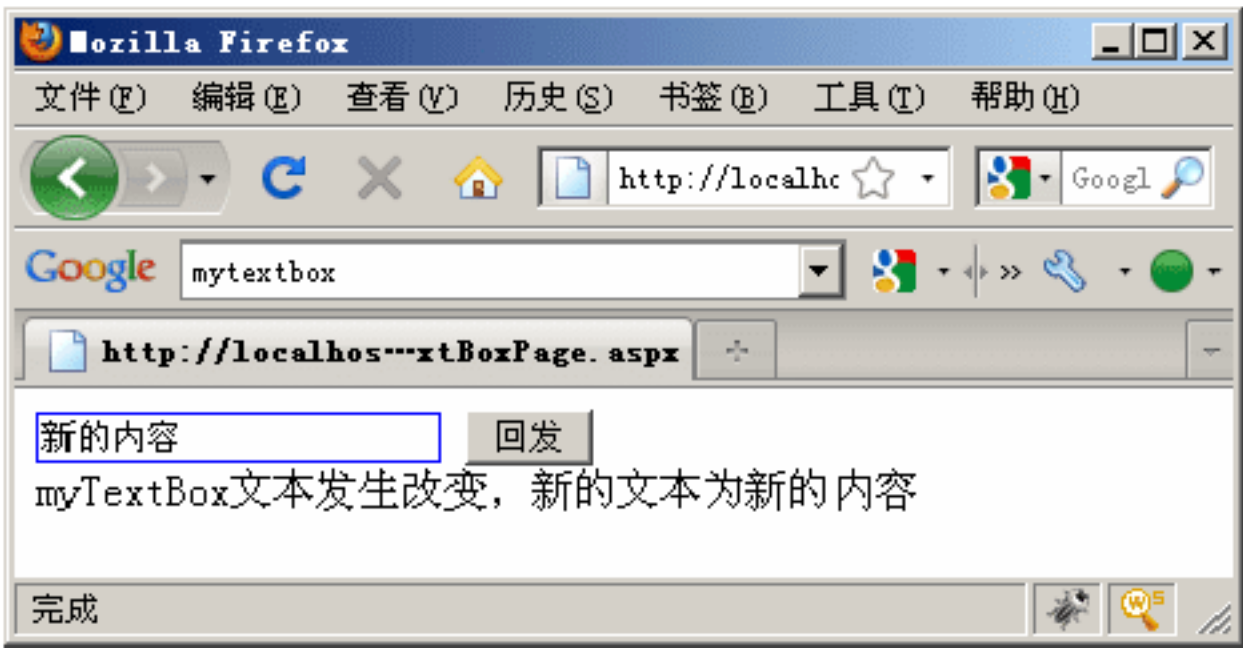 Mozilla Firefox
文件(F) 编辑(E) 查看(V) 历史(S) 书签(B) 工具(T) 帮助(H)
http://localhc Googl
Google mytextbox
http://localhos…xtBoxPage.aspx
新的内容 回发
myTextBox文本发生改变，新的文本为新的内容
完成 W S